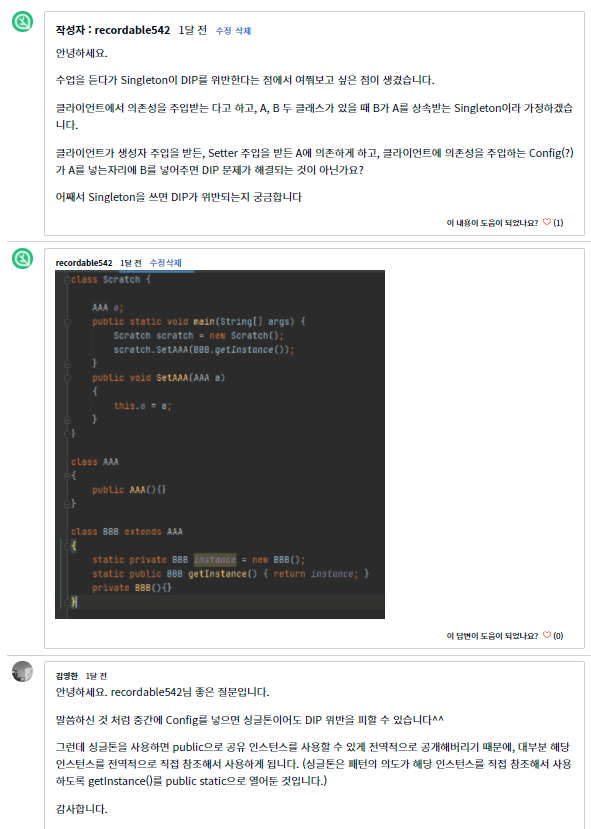 작성자 : recordable542 1달 전 수정 삭제
안녕하세요.
수업을 듣다가 Singleton이 DIP를 위반한다는 점에서 여쭤보고 싶은 점이 생겼습니다.
클라이언트에서 의존성을 주입받는 다고 하고, A, B 두 클래스가 있을 때 B가 A를 상속받는 Singleton이라 가정하겠습
니다.
클라이언트가 생성자 주입을 받든, Setter 주입을 받든 A에 의존하게 하고, 클라이언트에 의존성을 주입하는 Config(?)
가 A를 넣는자리에 B를 넣어주면 DIP 문제가 해결되는 것이 아닌가요?
어째서 Singleton을 쓰면 DIP가 위반되는지 궁금합니다
이 내용이 도움이 되었나요? ♡ (1)
recordable542 1달 전 수정삭제
class Scratch {
AAA a;
public static void main(String[] args) {
Scratch scratch = new Scratch();
scratch.SetAAA(BBB.getInstance());
}
public void SetAAA(AAA a)
{
this.a = a;
}
}
class AAA
{
public AAA(){}
}
class BBB extends AAA
{
static private BBB instance = new BBB();
static public BBB getInstance() { return instance; }
private BBB(){}
}
이 답변이 도움이 되었나요? ♡ (0)
김영한 1달 전
안녕하세요. recordable542님 좋은 질문입니다.
말씀하신 것 처럼 중간에 Config를 넣으면 싱글톤이어도 DIP 위반을 피할 수 있습니다^^
그런데 싱글톤을 사용하면 public으로 공유 인스턴스를 사용할 수 있게 전역적으로 공개해버리기 때문에, 대부분 해당
인스턴스를 전역적으로 직접 참조해서 사용하게 됩니다. (싱글톤은 패턴의 의도가 해당 인스턴스를 직접 참조해서 사용
하도록 getInstance()를 public static으로 열어둔 것입니다.)
감사합니다.